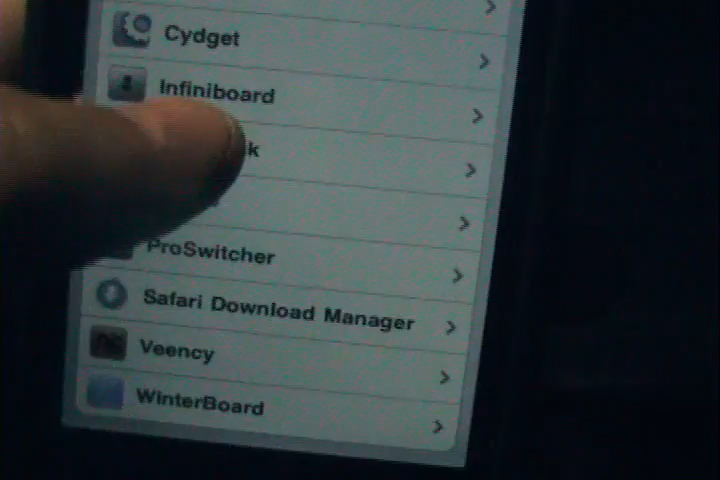 Cydget
Infiniboard
k
ProSwitcher
Safari Download Manager
Veency
WinterBoard